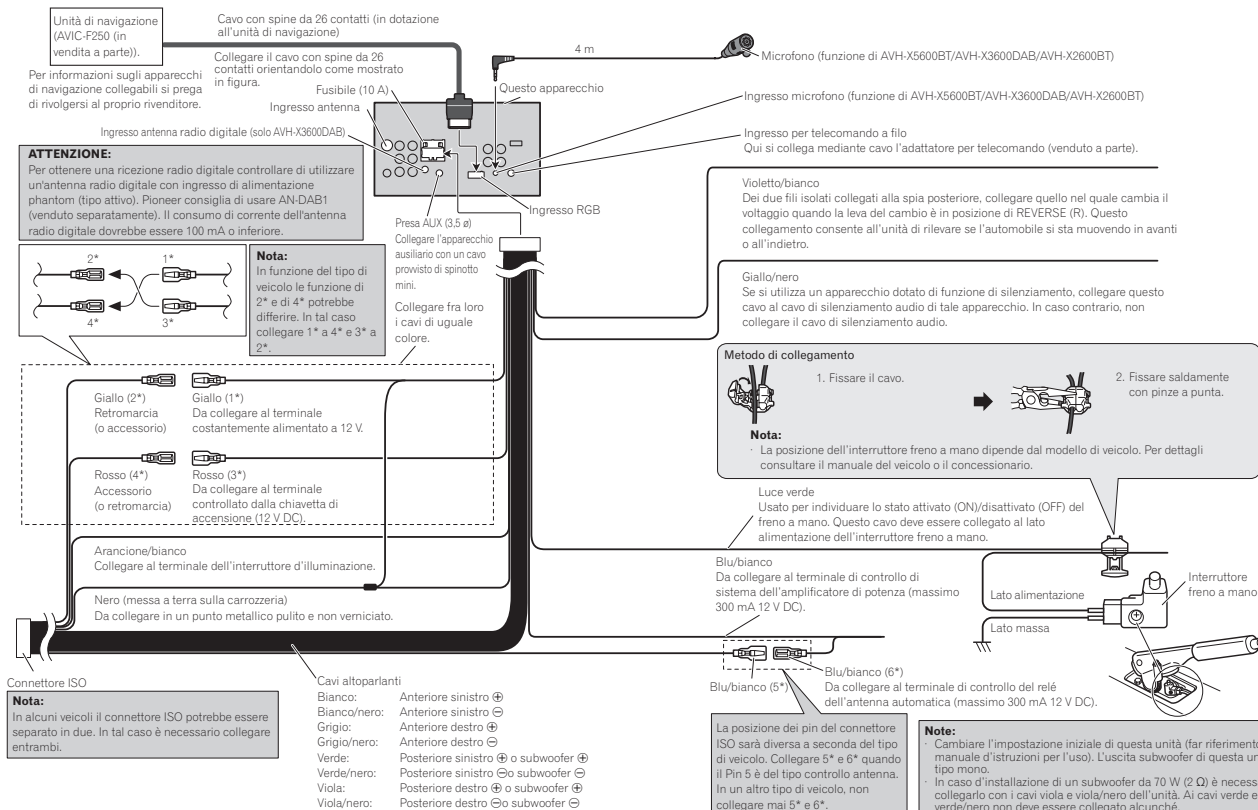 Unità di navigazione
(AVIC-F250 (in
vendita a parte)).
Per informazioni sugli apparecchi
di navigazione collegabili si prega
di rivolgersi al proprio rivenditore.
Cavo con spine da 26 contatti (in dotazione
all'unità di navigazione)
Collegare il cavo con spine da 26
contatti orientandolo come mostrato
in figura.
Fusibile (10 A)
Ingresso antenna
Ingresso antenna radio digitale (solo AVH-X3600DAB)
4 m
Questo apparecchio
Microfono (funzione di AVH-X5600BT/AVH-X3600DAB/AVH-X2600BT)
Ingresso microfono (funzione di AVH-X5600BT/AVH-X3600DAB/AVH-X2600BT)
Ingresso per telecomando a filo
Qui si collega mediante cavo l'adattatore per telecomando (venduto a parte).
ATTENZIONE:
Per ottenere una ricezione radio digitale controllare di utilizzare
un'antenna radio digitale con ingresso di alimentazione
phantom (tipo attivo). Pioneer consiglia di usare AN-DAB1
(venduto separatamente). Il consumo di corrente dell'antenna
radio digitale dovrebbe essere 100 mA o inferiore.
Ingresso RGB
Presa AUX (3,5 ø)
Collegare l'apparecchio
ausiliario con un cavo
provvisto di spinotto
mini.
Collegare fra loro
i cavi di uguale
colore.
2*
1*
4*
3*
Nota:
In funzione del tipo di
veicolo le funzione di
2* e di 4* potrebbe
differire. In tal caso
collegare 1* a 4* e 3* a
2*.
Violetto/bianco
Dei due fili isolati collegati alla spia posteriore, collegare quello nel quale cambia il
voltaggio quando la leva del cambio è in posizione di REVERSE (R). Questo
collegamento consente all'unità di rilevare se l'automobile si sta muovendo in avanti
o all'indietro.
Giallo/nero
Se si utilizza un apparecchio dotato di funzione di silenziamento, collegare questo
cavo al cavo di silenziamento audio di tale apparecchio. In caso contrario, non
collegare il cavo di silenziamento audio.
Metodo di collegamento
1. Fissare il cavo.
2. Fissare saldamente
con pinze a punta.
Nota:
· La posizione dell'interruttore freno a mano dipende dal modello di veicolo. Per dettagli
consultare il manuale del veicolo o il concessionario.
Giallo (2*)
Retromarcia
(o accessorio)
Giallo (1*)
Da collegare al terminale
costantemente alimentato a 12 V.
Rosso (4*)
Accessorio
(o retromarcia)
Rosso (3*)
Da collegare al terminale
controllato dalla chiavetta di
accensione (12 V DC).
Arancione/bianco
Collegare al terminale dell'interruttore d'illuminazione.
Nero (messa a terra sulla carrozzeria)
Da collegare in un punto metallico pulito e non verniciato.
Luce verde
Usato per individuare lo stato attivato (ON)/disattivato (OFF) del
freno a mano. Questo cavo deve essere collegato al lato
alimentazione dell'interruttore freno a mano.
Blu/bianco
Da collegare al terminale di controllo di
sistema dell'amplificatore di potenza (massimo
300 mA 12 V DC).
Lato alimentazione
Lato massa
Interruttore
freno a mano
Blu/bianco (5*)
Blu/bianco (6*)
Da collegare al terminale di controllo del relé
dell'antenna automatica (massimo 300 mA 12 V DC).
Connettore ISO
Nota:
In alcuni veicoli il connettore ISO potrebbe essere
separato in due. In tal caso è necessario collegare
entrambi.
Cavi altoparlanti
Bianco: Anteriore sinistro ⊕
Bianco/nero: Anteriore sinistro ⊖
Grigio: Anteriore destro ⊕
Grigio/nero: Anteriore destro ⊖
Verde: Posteriore sinistro ⊕ o subwoofer ⊕
Verde/nero: Posteriore sinistro ⊖o subwoofer ⊖
Viola: Posteriore destro ⊕ o subwoofer ⊕
Viola/nero: Posteriore destro ⊖o subwoofer ⊖
La posizione dei pin del connettore
ISO sarà diversa a seconda del tipo
di veicolo. Collegare 5* e 6* quando
il Pin 5 è del tipo controllo antenna.
In un altro tipo di veicolo, non
collegare mai 5* e 6*.
Note:
· Cambiare l'impostazione iniziale di questa unità (far riferimento
manuale d'istruzioni per l'uso). L'uscita subwoofer di questa
tipo mono.
· In caso d'installazione di un subwoofer da 70 W (2 Ω) è
collegarlo con i cavi viola e viola/nero dell'unità. Ai cavi verde e
verde/nero non deve essere collegato alcunché.